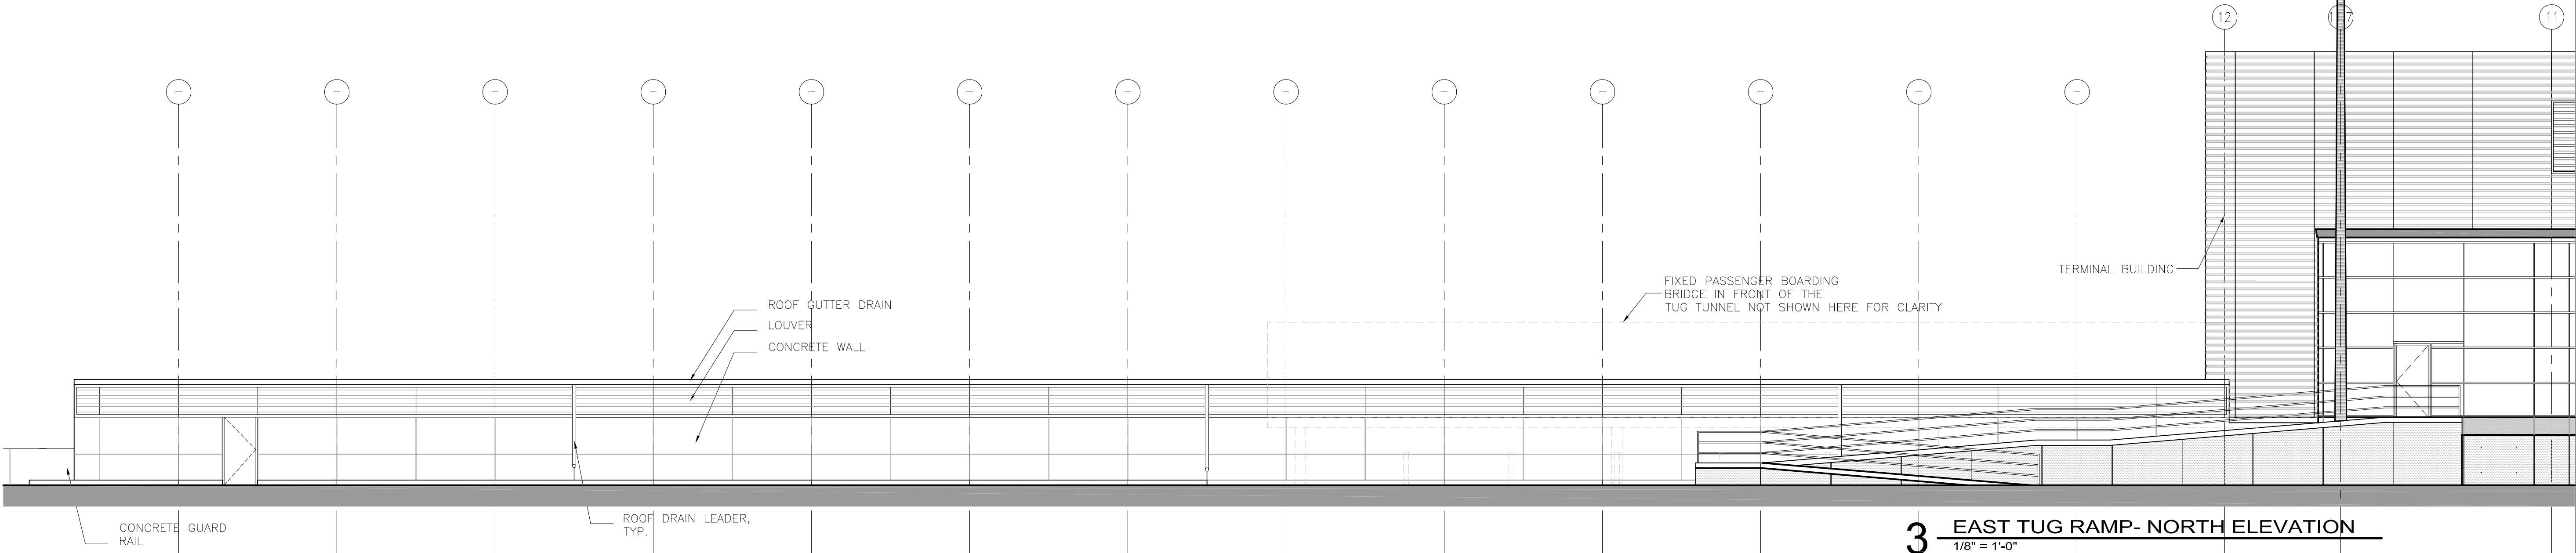 12
11
ROOF GUTTER DRAIN
LOUVER
CONCRETE WALL
FIXED PASSENGER BOARDING
BRIDGE IN FRONT OF THE
TUG TUNNEL NOT SHOWN HERE FOR CLARITY
TERMINAL BUILDING
CONCRETE GUARD
RAIL
ROOF DRAIN LEADER,
TYP.
3 EAST TUG RAMP- NORTH ELEVATION
1/8" = 1'-0"